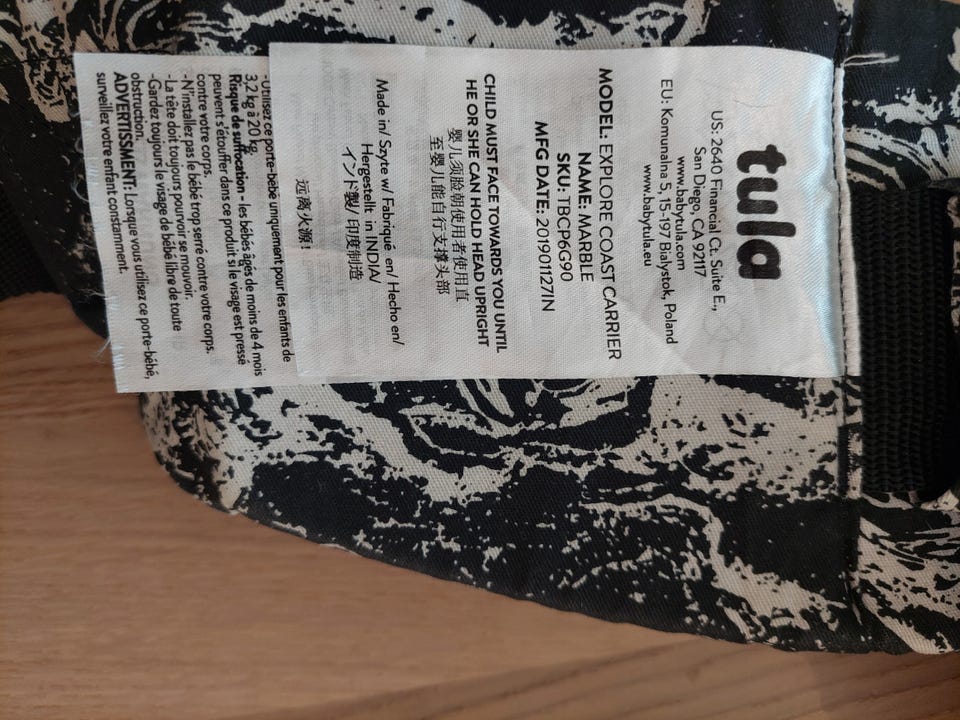 tula
US: 2640 Financial Ct. Suite E.,
San Diego, CA 92117
www.babytula.com
EU: Komunalna 5, 15-197 Bialystok, Poland
www.babytula.eu
MODEL: EXPLORE COAST CARRIER
NAME: MARBLE
SKU: TBCP6G90
MFG DATE: 20190127IN
CHILD MUST FACE TOWARDS YOU UNTIL
HE OR SHE CAN HOLD HEAD UPRIGHT
婴儿须脸朝使用者使用直
至婴儿能自行支撑头部
Made in/ Szyte w/ Fabriqué en/ Hecho en/
Hergestellt in INDIA/
インド製/ 印度制造
远离火源!
-Utilisez ce porte-bébé uniquement pour les enfants de
3,2 kg à 20 kg.
Risque de suffocation - les bébés âgés de moins de 4 mois
peuvent s'étouffer dans ce produit si le visage est pressé
contre votre corps.
-N'installez pas le bébé trop serré contre votre corps.
-La tête doit toujours pourvoir se mouvoir.
-Gardez toujours le visage de bébé libre de toute
obstruction.
ADVERTISSMENT: Lorsque vous utilisez ce porte-bébé,
surveillez votre enfant constamment.